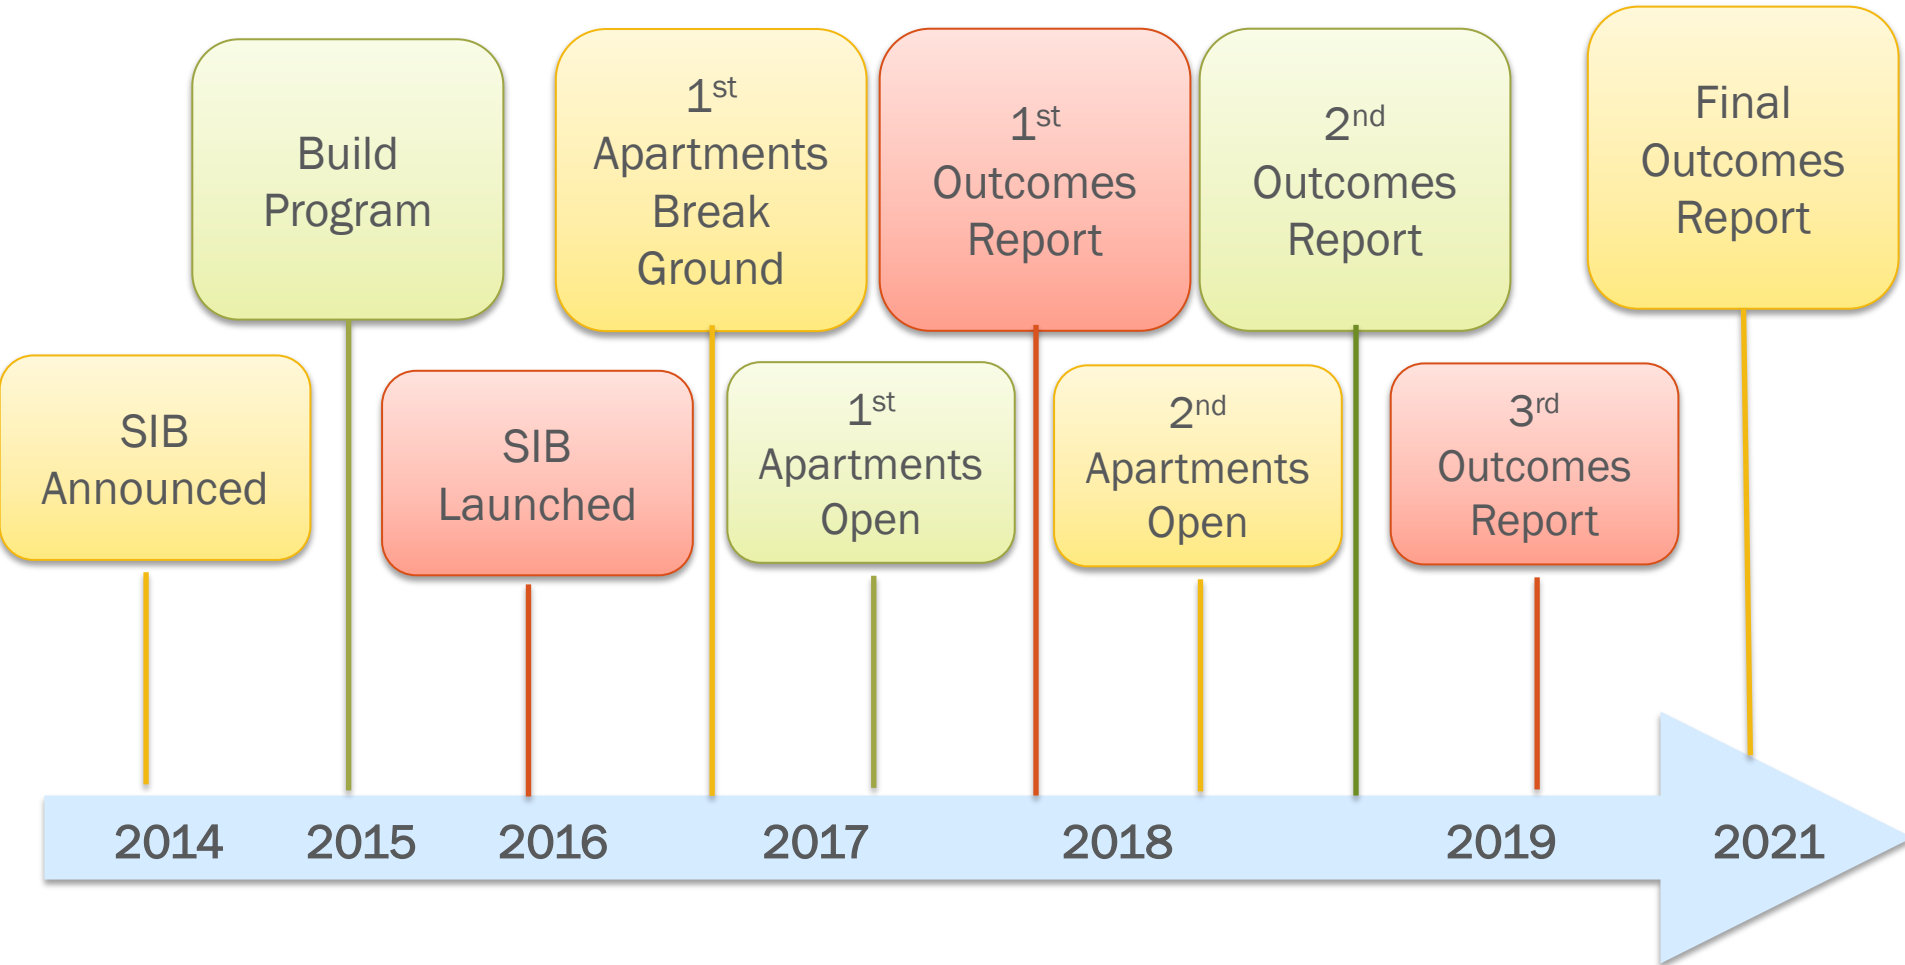 Build
Program
1st
Apartments
Break
Ground
1st
Outcomes
Report
2nd
Outcomes
Report
Final
Outcomes
Report
SIB
Announced
SIB
Launched
1st
Apartments
Open
2nd
Apartments
Open
3rd
Outcomes
Report
2014 2015 2016 2017 2018 2019 2021